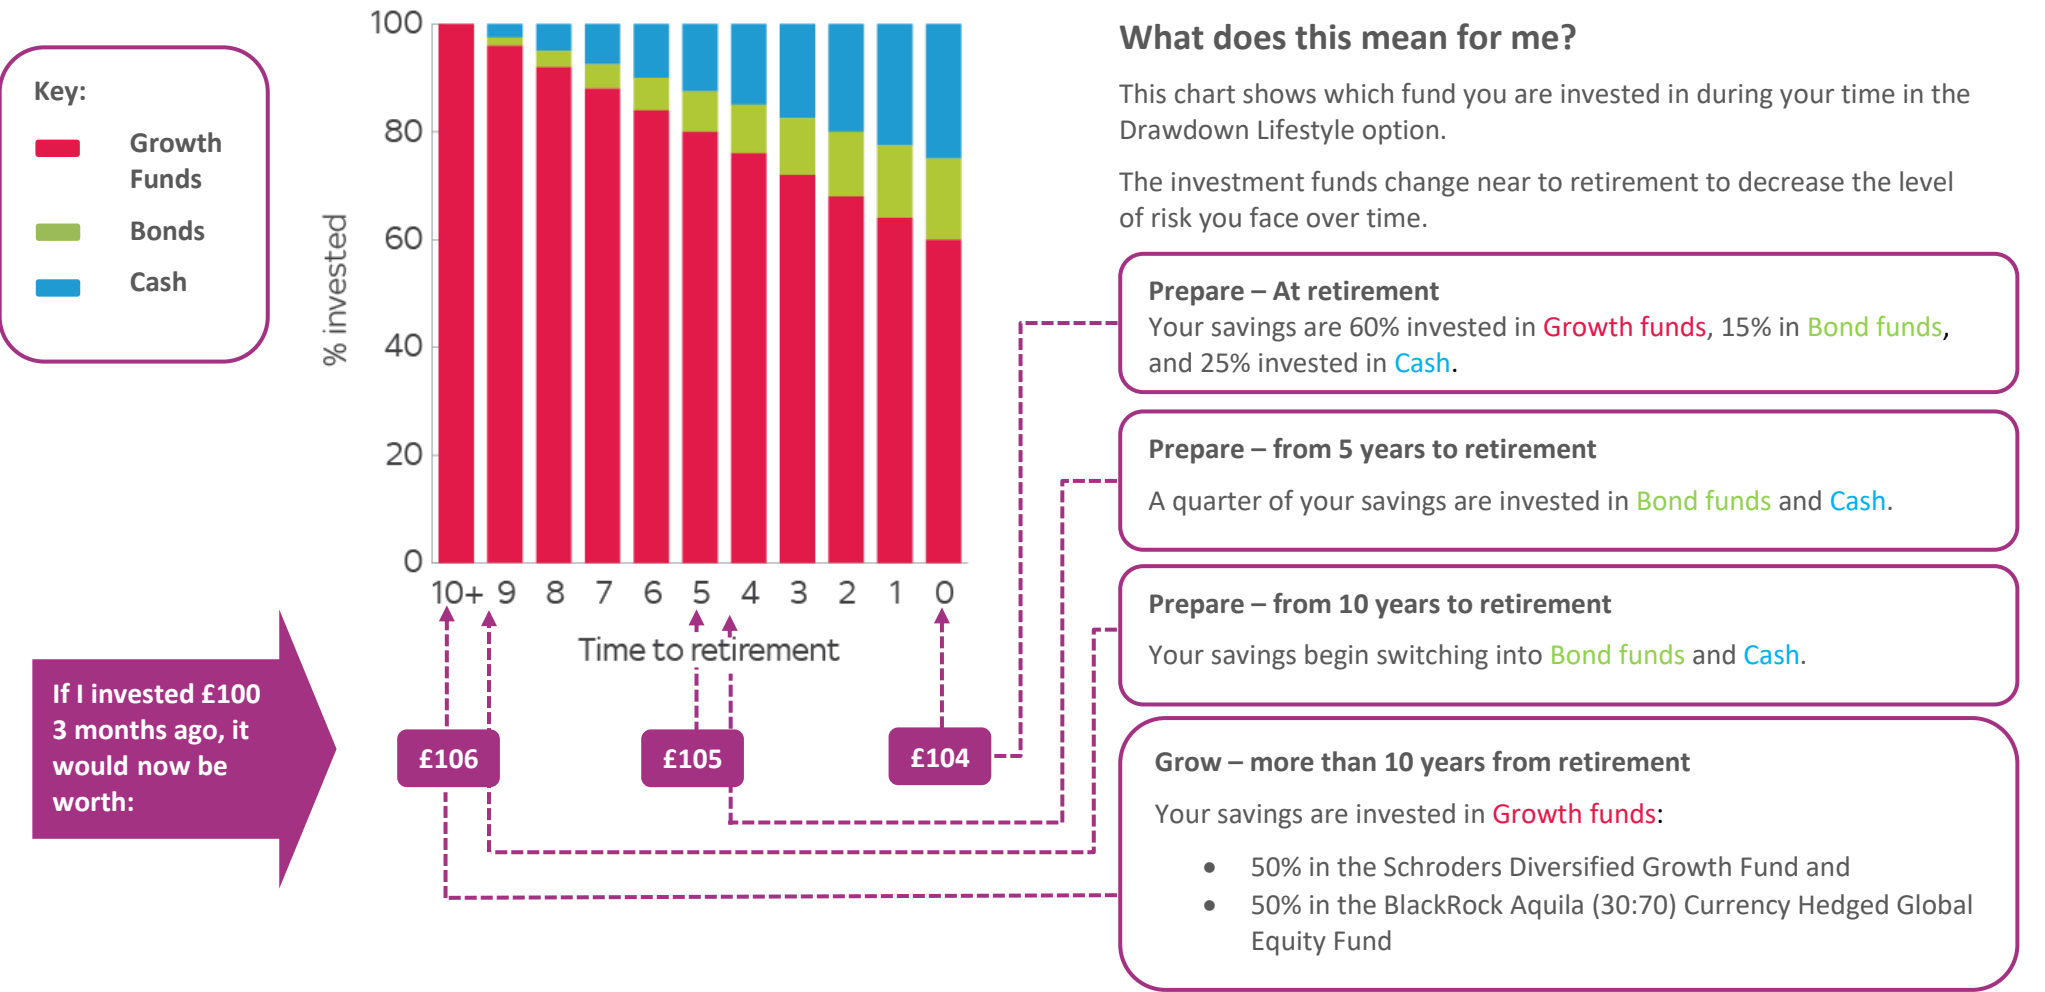 Key:
Growth
Funds
Bonds
Cash
% invested
100
80
60
40
20
0
10+ 9 8 7 6 5 4 3 2 1 0
Time to retirement
If I invested £100
3 months ago, it
would now be
worth:
£106
£105
£104
What does this mean for me?
This chart shows which fund you are invested in during your time in the
Drawdown Lifestyle option.
The investment funds change near to retirement to decrease the level
of risk you face over time.
Prepare – At retirement
Your savings are 60% invested in Growth funds, 15% in Bond funds,
and 25% invested in Cash.
Prepare – from 5 years to retirement
A quarter of your savings are invested in Bond funds and Cash.
Prepare – from 10 years to retirement
Your savings begin switching into Bond funds and Cash.
Grow – more than 10 years from retirement
Your savings are invested in Growth funds:
• 50% in the Schroders Diversified Growth Fund and
• 50% in the BlackRock Aquila (30:70) Currency Hedged Global
Equity Fund